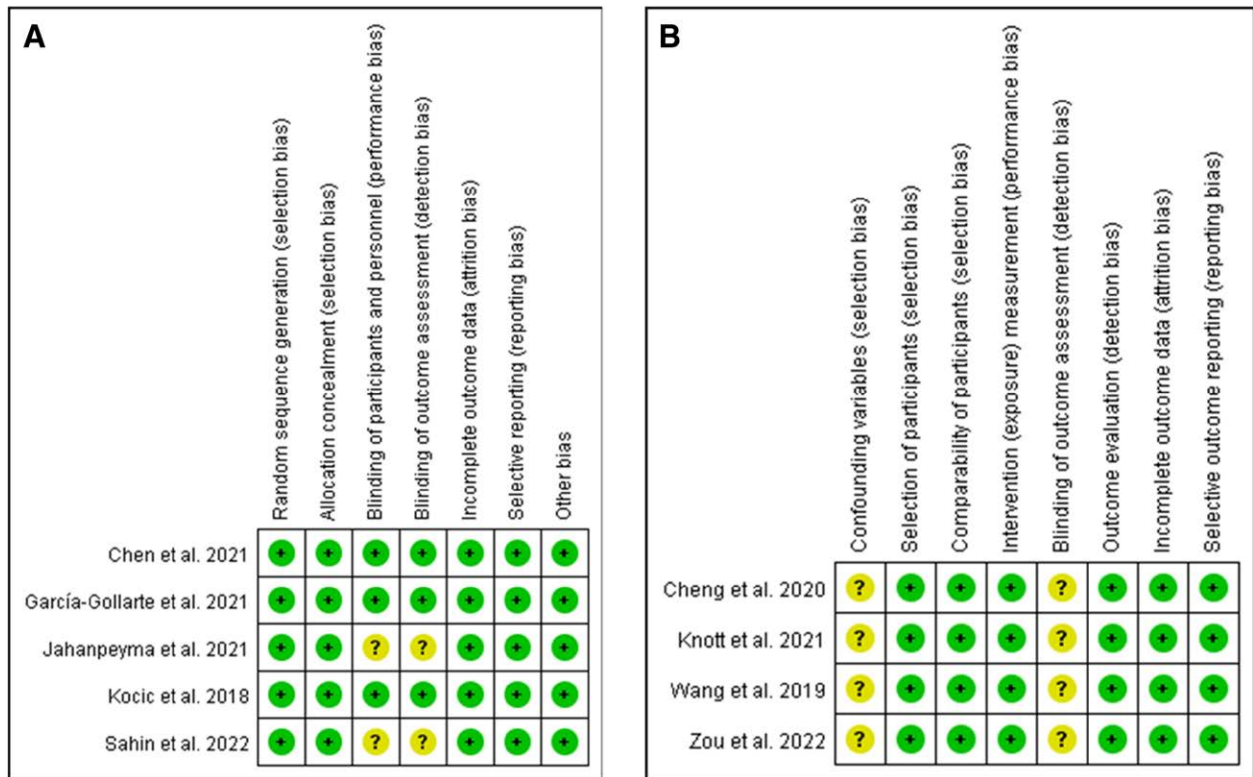 A
Random sequence generation (selection bias)
Allocation concealment (selection bias)
Blinding of participants and personnel (performance bias)
Blinding of outcome assessment (detection bias)
Incomplete outcome data (attrition bias)
Selective reporting (reporting bias)
Other bias
Chen et al. 2021 + + + + + + +
García-Gollarte et al. 2021 + + + + + + +
Jahanpeyma et al. 2021 + + ? ? + + +
Kocic et al. 2018 + + + + + + +
Sahin et al. 2022 + + ? ? + + +
B
Confounding variables (selection bias)
Selection of participants (selection bias)
Comparability of participants (selection bias)
Intervention (exposure) measurement (performance bias)
Blinding of outcome assessment (detection bias)
Outcome evaluation (detection bias)
Incomplete outcome data (attrition bias)
Selective outcome reporting (reporting bias)
Cheng et al. 2020 ? + + + ? + + +
Knott et al. 2021 ? + + + ? + + +
Wang et al. 2019 ? + + + ? + + +
Zou et al. 2022 ? + + + ? + + +